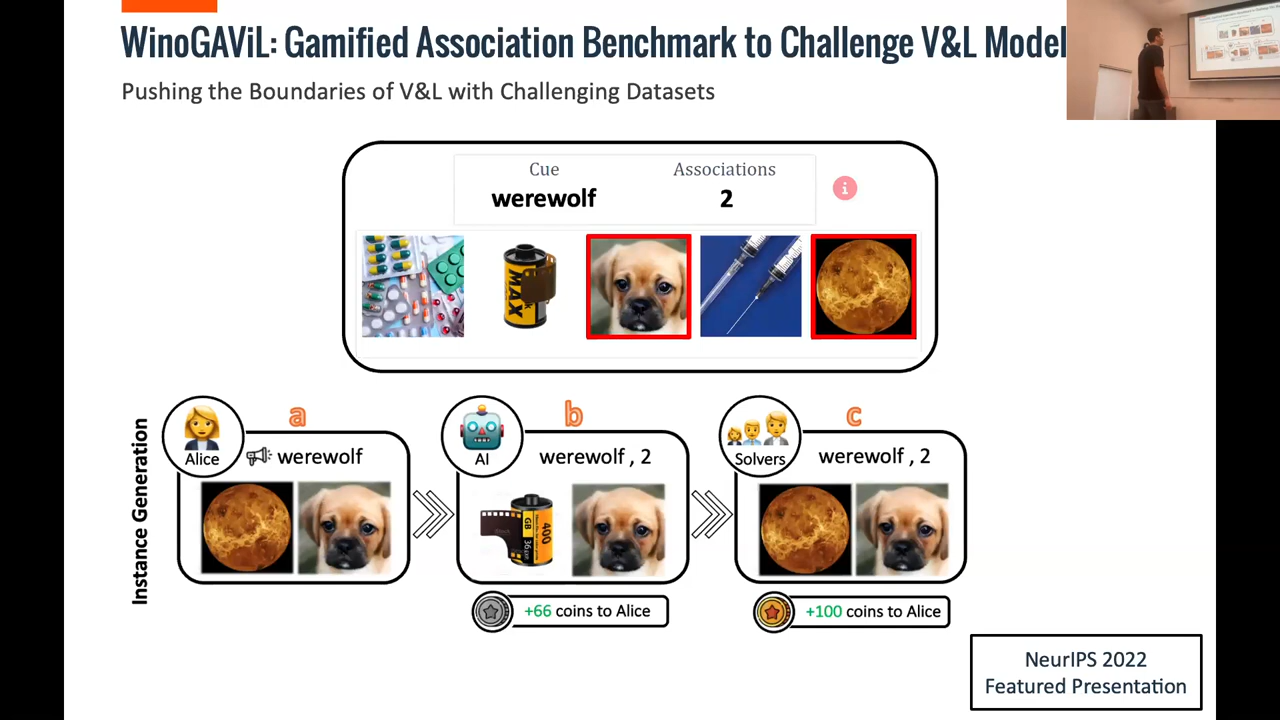 WinoGAViL: Gamified Association Benchmark to Challenge V&L Model
Pushing the Boundaries of V&L with Challenging Datasets
Cue
Associations
werewolf
2
i
MAX
Instance Generation
a
Alice
werewolf
b
AI
werewolf , 2
GB
36
400
+66 coins to Alice
c
Solvers
werewolf , 2
+100 coins to Alice
NeurIPS 2022
Featured Presentation